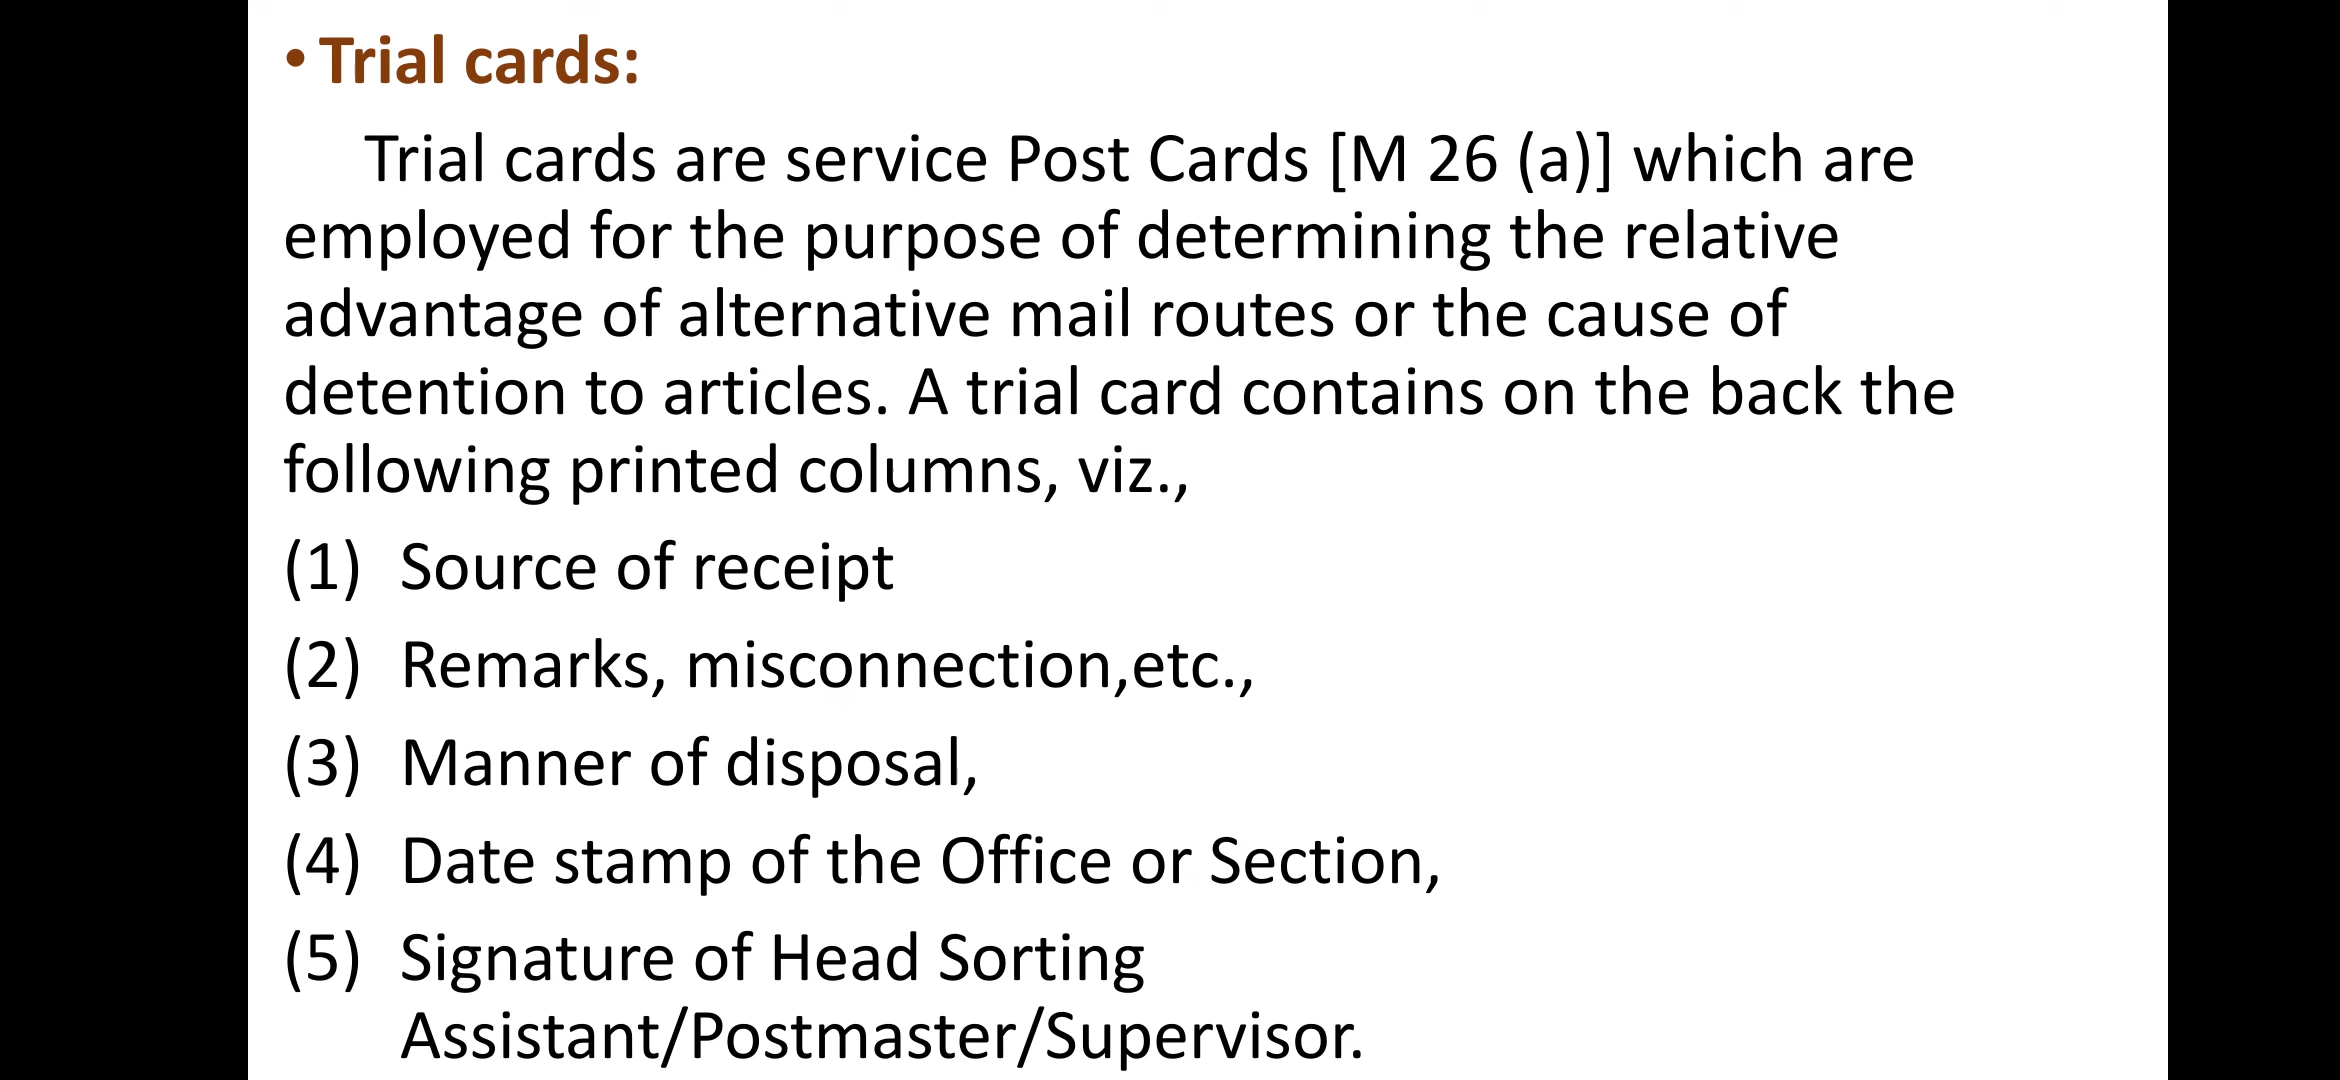 • Trial cards:
Trial cards are service Post Cards [M 26 (a)] which are
employed for the purpose of determining the relative
advantage of alternative mail routes or the cause of
detention to articles. A trial card contains on the back the
following printed columns, viz.,
(1) Source of receipt
(2) Remarks, misconnection,etc.,
(3) Manner of disposal,
(4) Date stamp of the Office or Section,
(5) Signature of Head Sorting
Assistant/Postmaster/Supervisor.